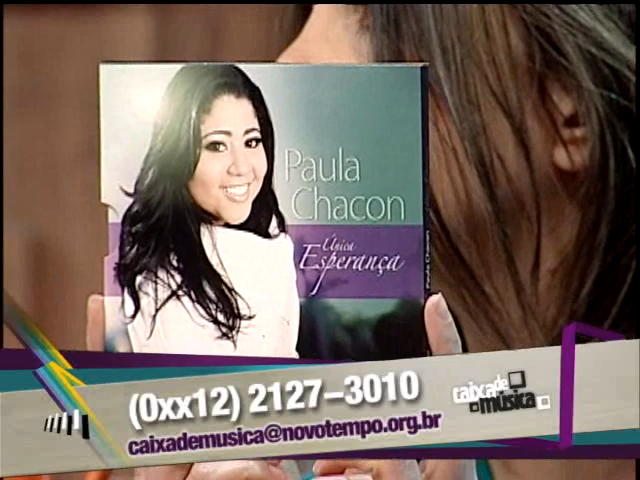 Paula
Chacon
Única
Esperança
Paula Chacon
(0xx12) 2127-3010
caixademusica@novotempo.org.br
caixa de
música